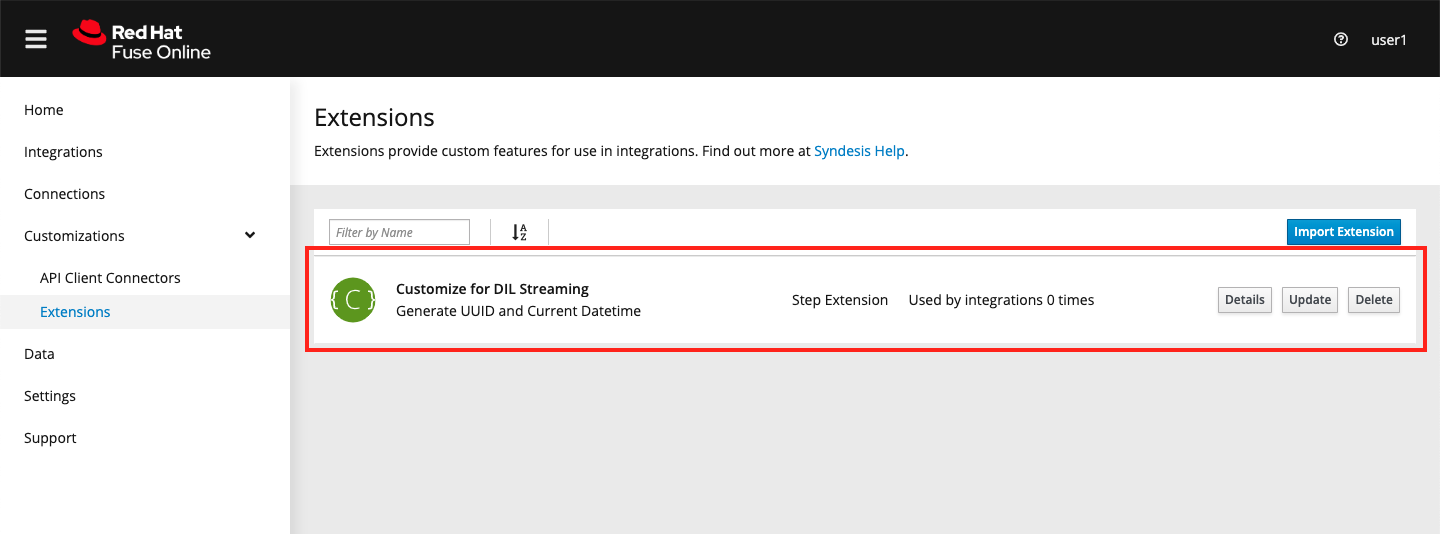 Red Hat
Fuse Online
user1
Home
Integrations
Connections
Customizations
API Client Connectors
Extensions
Data
Settings
Support
Extensions
Extensions provide custom features for use in integrations. Find out more at Syndesis Help.
Filter by Name
A
Z
Import Extension
{ C }
Customize for DIL Streaming
Generate UUID and Current Datetime
Step Extension
Used by integrations 0 times
Details
Update
Delete